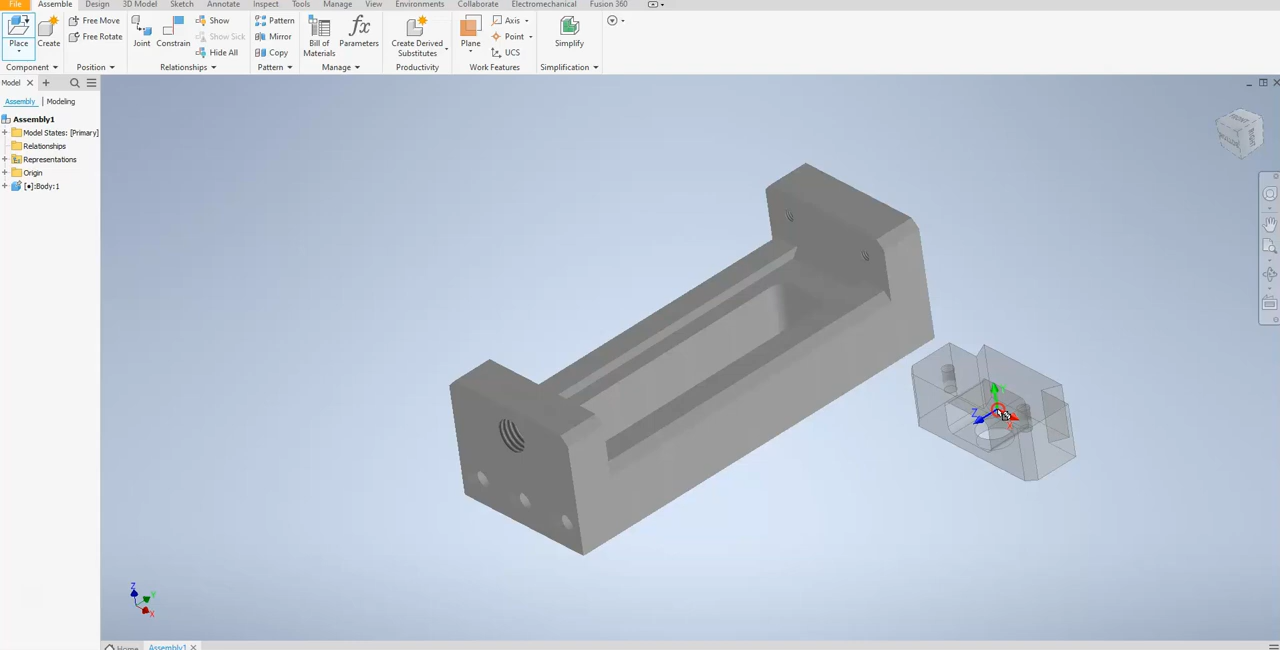 File Assemble Design 3D Model Sketch Annotate Inspect Tools Manage View Environments Collaborate Electromechanical Fusion 360
Place
Create
Free Move
Free Rotate
Joint
Constrain
Show
Show Sick
Hide All
Pattern
Mirror
Copy
Bill of
Materials
Parameters
Create Derived
Substitutes
Plane
Axis
Point
UCS
Simplify
Component
Position
Relationships
Pattern
Manage
Productivity
Work Features
Simplification
Model
Assembly
Modeling
Assembly1
Model States: [Primary]
Relationships
Representations
Origin
[●]:Body:1
FRONT
RIGHT
Z
Z
Y
X
Home
Assembly1